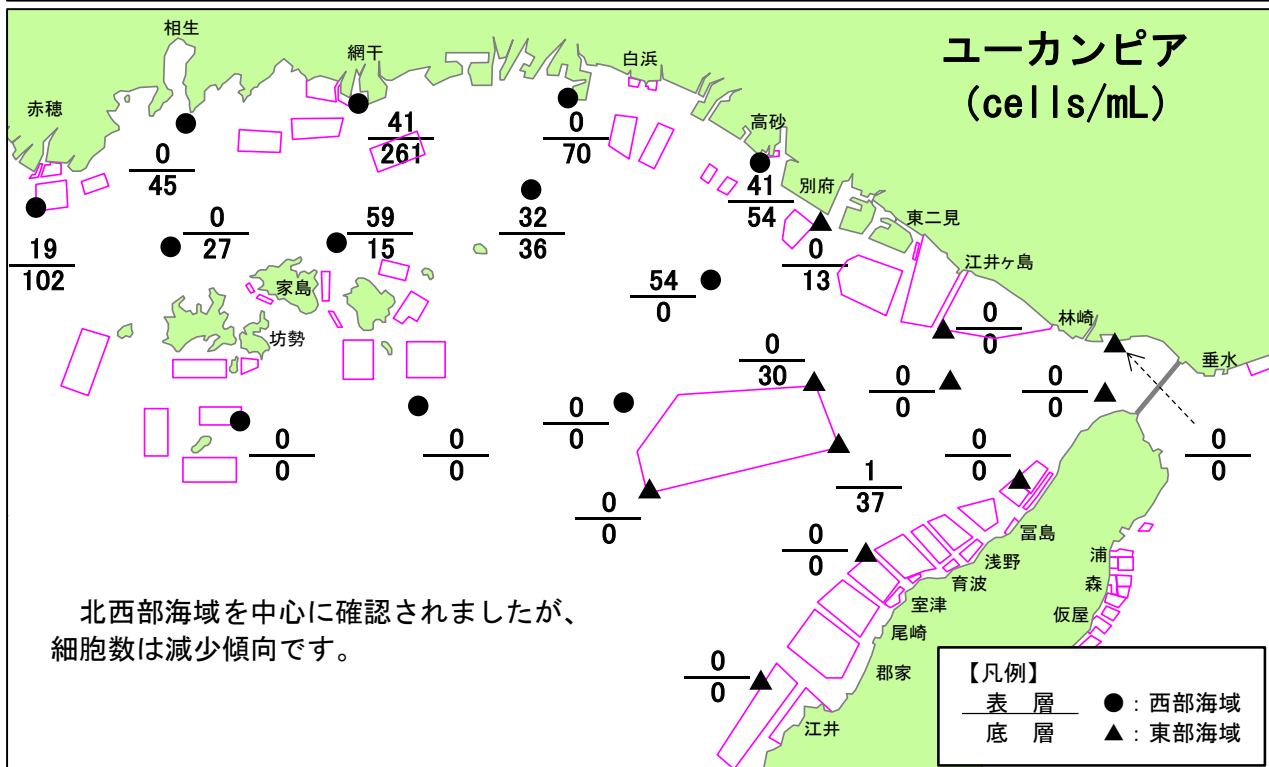 ユーカンピア
(cells/mL)
相生
網干
白浜
赤穂
高砂
別府
東二見
江井ヶ島
林崎
垂水
家島
坊勢
0
45
41
261
0
70
41
54
19
102
0
27
59
15
32
36
0
13
54
0
0
0
0
30
0
0
0
0
0
0
0
0
0
0
0
0
0
0
1
37
0
0
0
0
0
0
0
0
冨島
浅野
育波
室津
尾崎
郡家
江井
浦
森
仮屋
北西部海域を中心に確認されましたが、
細胞数は減少傾向です。
【凡例】
表 層 ●：西部海域
底 層 ▲：東部海域